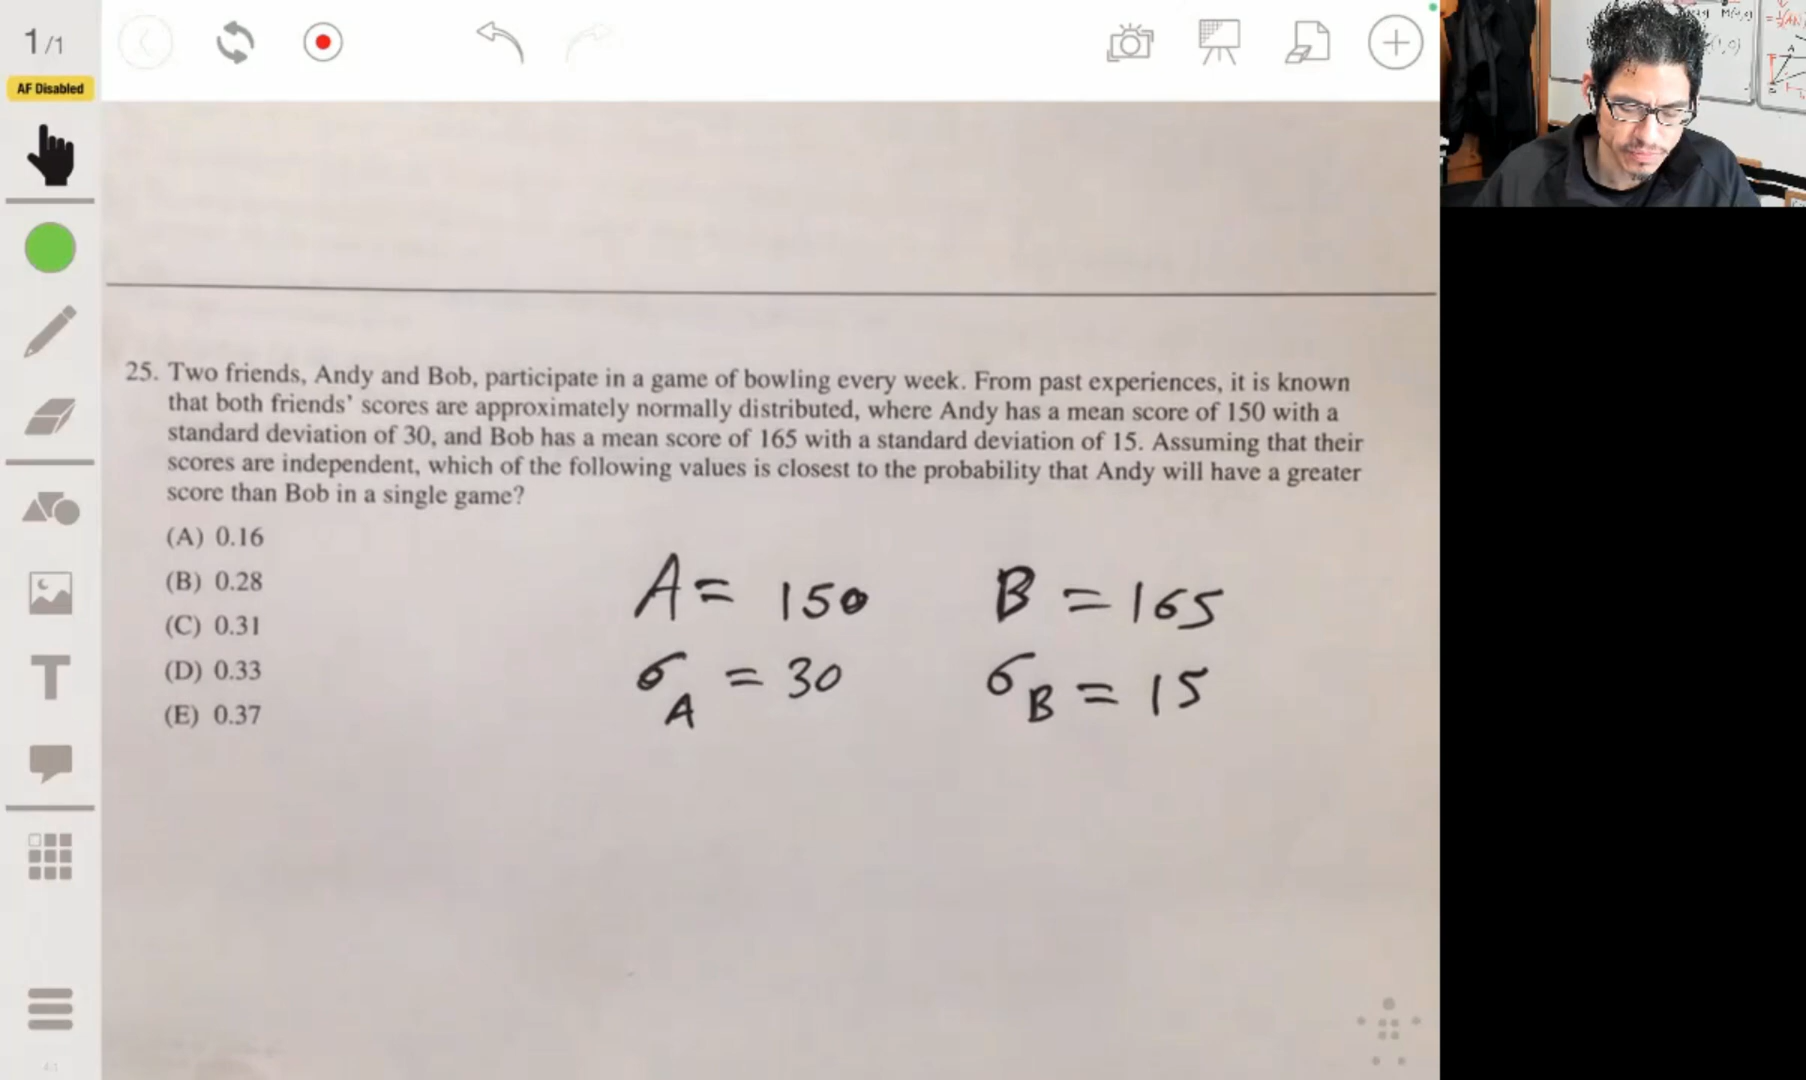 1/1
AF Disabled
25. Two friends, Andy and Bob, participate in a game of bowling every week. From past experiences, it is known
that both friends' scores are approximately normally distributed, where Andy has a mean score of 150 with a
standard deviation of 30, and Bob has a mean score of 165 with a standard deviation of 15. Assuming that their
scores are independent, which of the following values is closest to the probability that Andy will have a greater
score than Bob in a single game?
(A) 0.16
(B) 0.28
(C) 0.31
(D) 0.33
(E) 0.37
A = 150 B = 165
σA = 30 σB = 15
T